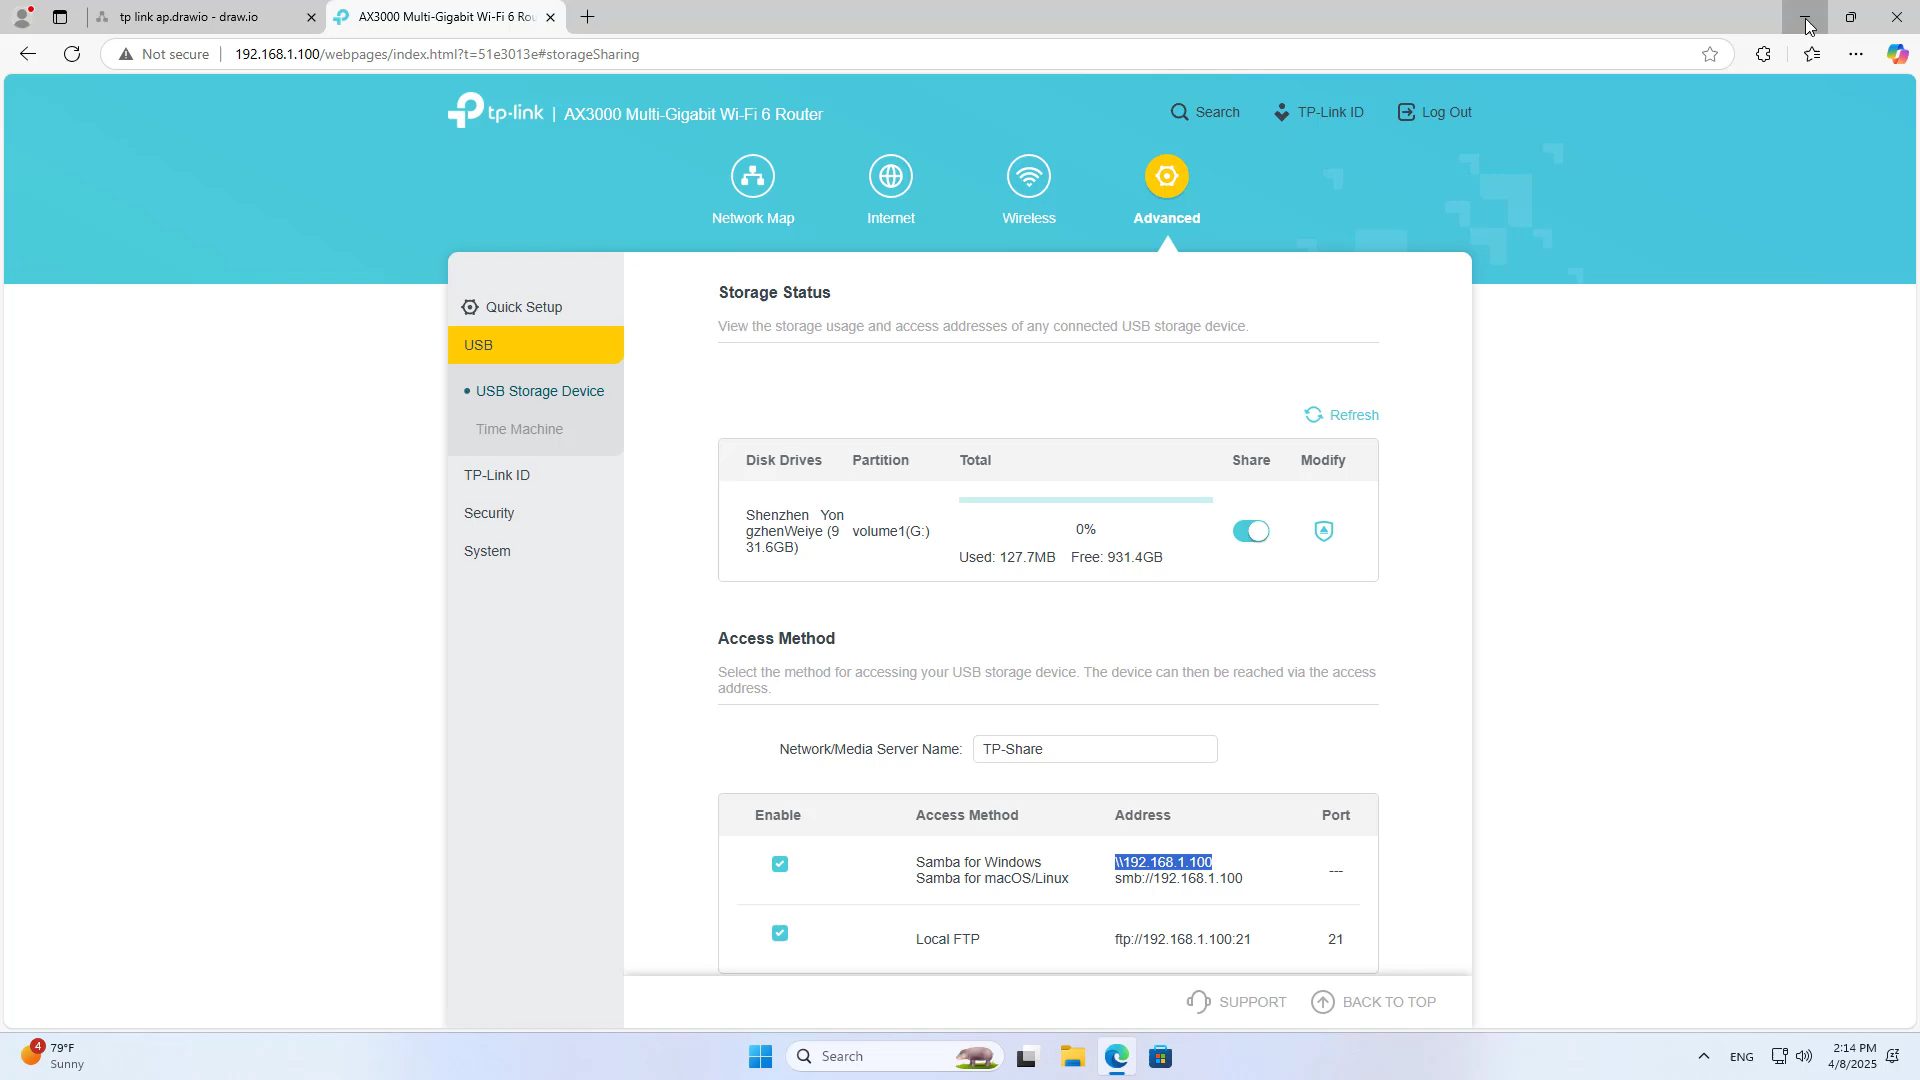 tp link ap.drawio - draw.io
AX3000 Multi-Gigabit Wi-Fi 6 Rou
Not secure
192.168.1.100/webpages/index.html?t=51e3013e#storageSharing
tp-link | AX3000 Multi-Gigabit Wi-Fi 6 Router
Search
TP-Link ID
Log Out
Network Map
Internet
Wireless
Advanced
Quick Setup
USB
USB Storage Device
Time Machine
TP-Link ID
Security
System
Storage Status
View the storage usage and access addresses of any connected USB storage device.
Refresh
Disk Drives
Partition
Total
Share
Modify
Shenzhen Yon
gzhenWeiye (9
31.6GB)
volume1(G:)
0%
Used: 127.7MB
Free: 931.4GB
Access Method
Select the method for accessing your USB storage device. The device can then be reached via the access
address.
Network/Media Server Name:
TP-Share
Enable
Access Method
Address
Port
Samba for Windows
\\192.168.1.100
Samba for macOS/Linux
smb://192.168.1.100
---
Local FTP
ftp://192.168.1.100:21
21
SUPPORT
BACK TO TOP
4
79°F
Sunny
Search
ENG
2:14 PM
4/8/2025